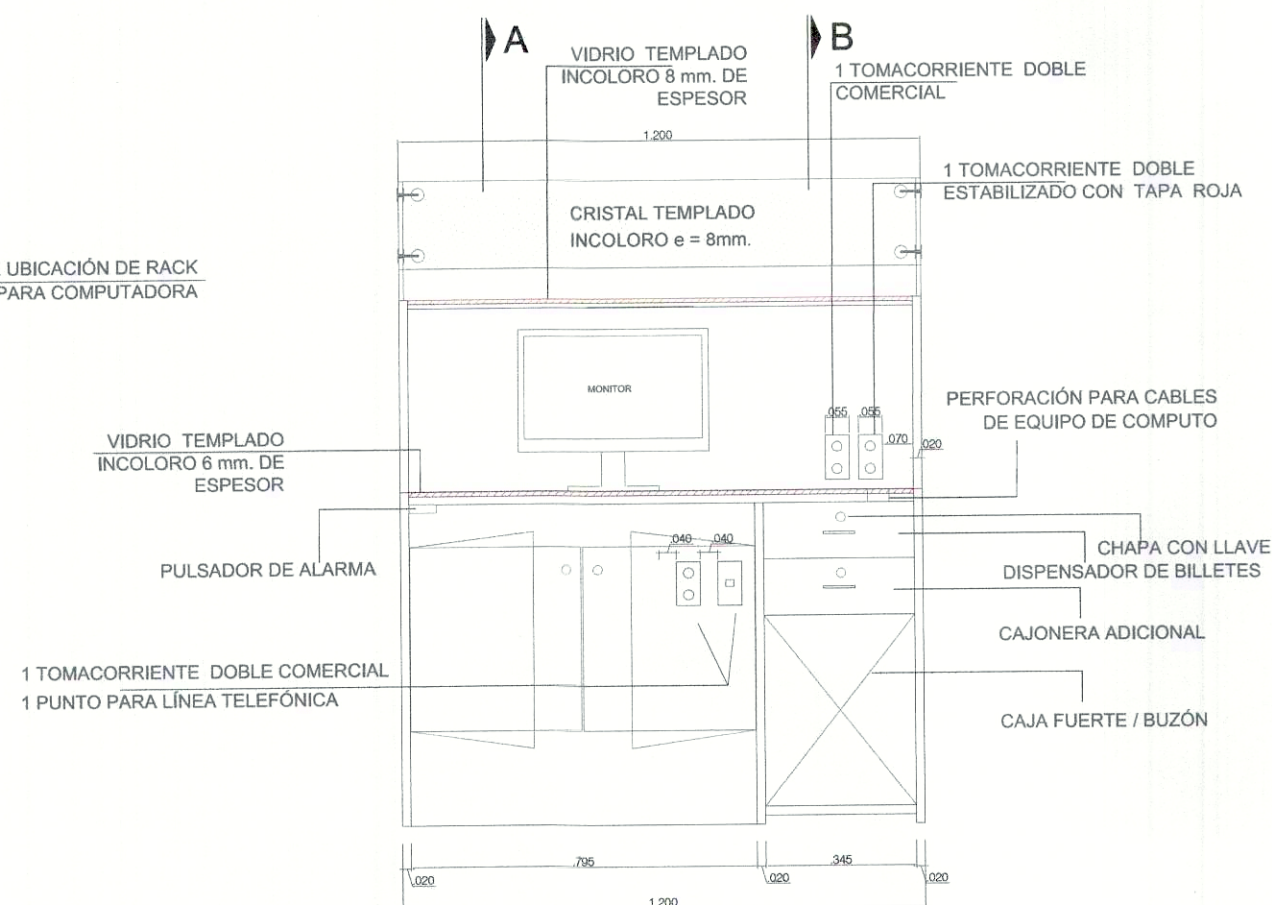 A
B
VIDRIO TEMPLADO
INCOLORO 8 mm. DE
ESPESOR
1 TOMACORRIENTE DOBLE
COMERCIAL
1.200
1 TOMACORRIENTE DOBLE
ESTABILIZADO CON TAPA ROJA
CRISTAL TEMPLADO
INCOLORO e = 8mm.
UBICACIÓN DE RACK
PARA COMPUTADORA
MONITOR
PERFORACIÓN PARA CABLES
DE EQUIPO DE COMPUTO
.055 .055
.070
.020
VIDRIO TEMPLADO
INCOLORO 6 mm. DE
ESPESOR
PULSADOR DE ALARMA
.040 .040
CHAPA CON LLAVE
DISPENSADOR DE BILLETES
CAJONERA ADICIONAL
1 TOMACORRIENTE DOBLE COMERCIAL
1 PUNTO PARA LÍNEA TELEFÓNICA
CAJA FUERTE / BUZÓN
.795 .345
.020 .020 .020
1.200